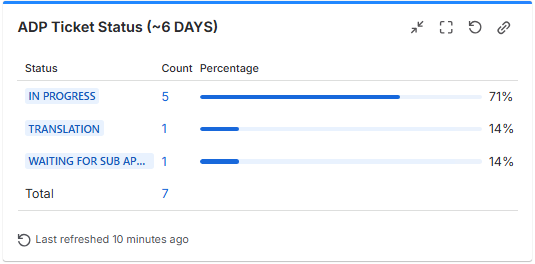 ADP Ticket Status (~6 DAYS)
Status Count Percentage
IN PROGRESS 5 71%
TRANSLATION 1 14%
WAITING FOR SUB AP... 1 14%
Total 7
Last refreshed 10 minutes ago